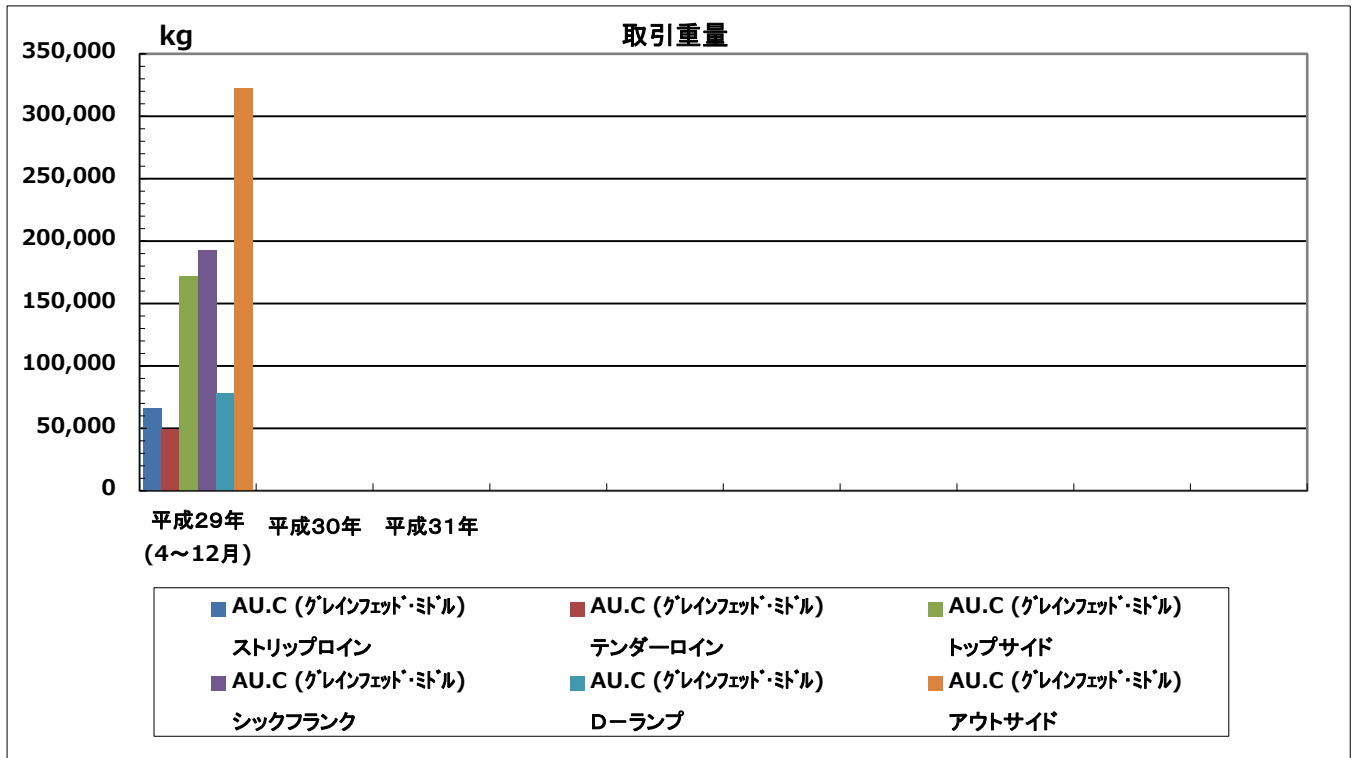 kg
取引重量
350,000
300,000
250,000
200,000
150,000
100,000
50,000
0
平成29年
(4～12月)
平成30年
平成31年
AU.C (ｸﾞﾚｲﾝﾌｪｯﾄﾞ･ﾐﾄﾞﾙ)
ストリップロイン
AU.C (ｸﾞﾚｲﾝﾌｪｯﾄﾞ･ﾐﾄﾞﾙ)
テンダーロイン
AU.C (ｸﾞﾚｲﾝﾌｪｯﾄﾞ･ﾐﾄﾞﾙ)
トップサイド
AU.C (ｸﾞﾚｲﾝﾌｪｯﾄﾞ･ﾐﾄﾞﾙ)
シックフランク
AU.C (ｸﾞﾚｲﾝﾌｪｯﾄﾞ･ﾐﾄﾞﾙ)
Ｄーランプ
AU.C (ｸﾞﾚｲﾝﾌｪｯﾄﾞ･ﾐﾄﾞﾙ)
アウトサイド